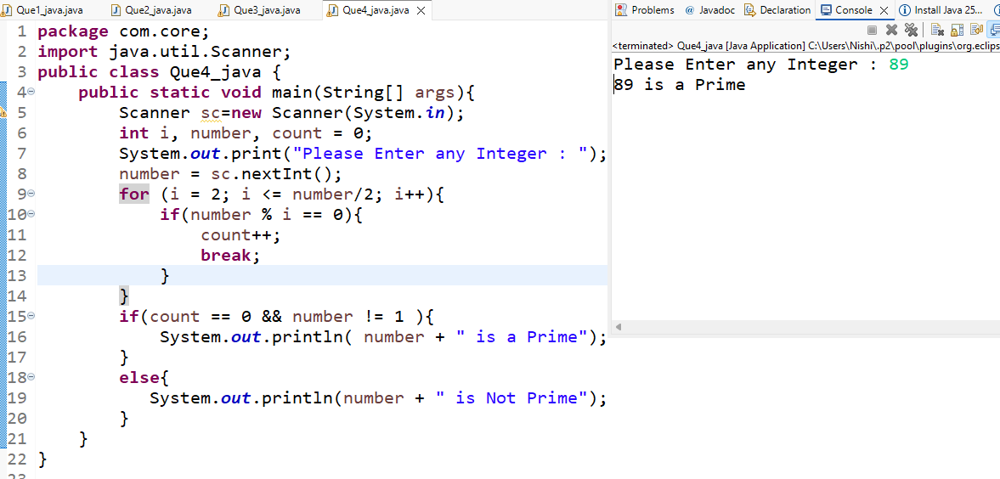 Que1_java.java Que2_java.java Que3_java.java Que4_java.java
1 package com.core;
2 import java.util.Scanner;
3 public class Que4_java {
4 public static void main(String[] args){
5 Scanner sc=new Scanner(System.in);
6 int i, number, count = 0;
7 System.out.print("Please Enter any Integer : ");
8 number = sc.nextInt();
9 for (i = 2; i <= number/2; i++){
10 if(number % i == 0){
11 count++;
12 break;
13 }
14 }
15 if(count == 0 && number != 1 ){
16 System.out.println( number + " is a Prime");
17 }
18 else{
19 System.out.println(number + " is Not Prime");
20 }
21 }
22 }
23
Problems @ Javadoc Declaration Console Install Java 25...
<terminated> Que4_java [Java Application] C:\Users\Nishi\.p2\pool\plugins\org.eclips
Please Enter any Integer : 89
89 is a Prime